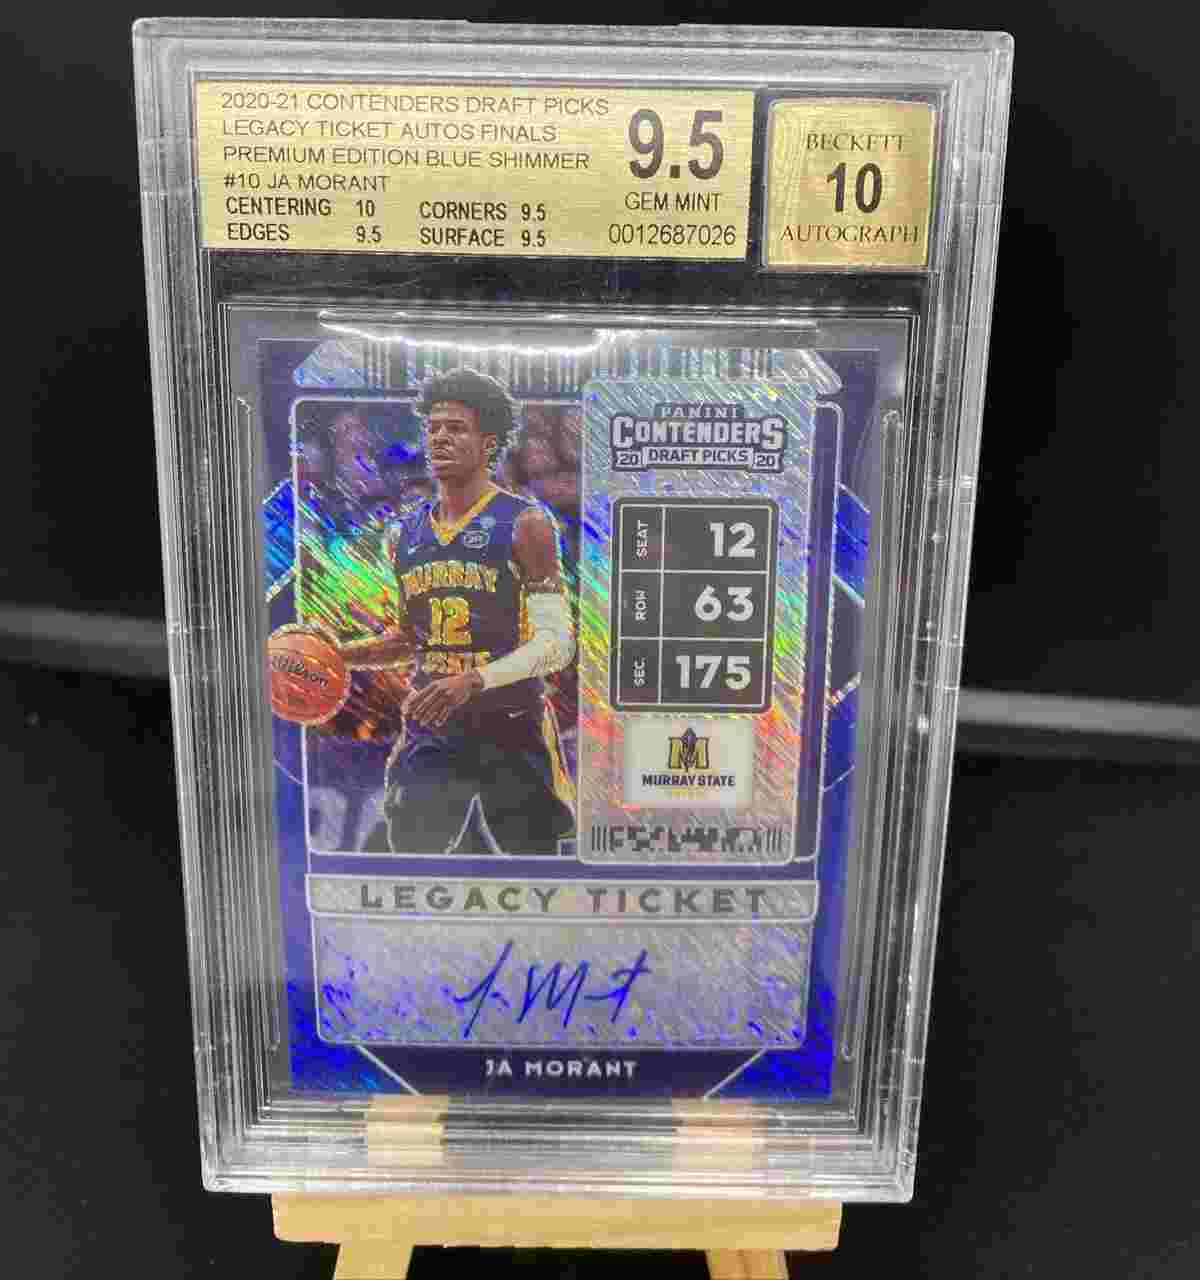 2020-21 CONTENDERS DRAFT PICKS
LEGACY TICKET AUTOS FINALS
PREMIUM EDITION BLUE SHIMMER
#10 JA MORANT
CENTERING 10 CORNERS 9.5
EDGES 9.5 SURFACE 9.5
9.5
GEM MINT
0012687026
BECKETT
10
AUTOGRAPH
PANINI
CONTENDERS
20 DRAFT PICKS 20
SEAT 12
ROW 63
SEC. 175
M
MURRAY STATE
MURRAY
12
STATE
Wilson
LEGACY TICKET
JA MORANT